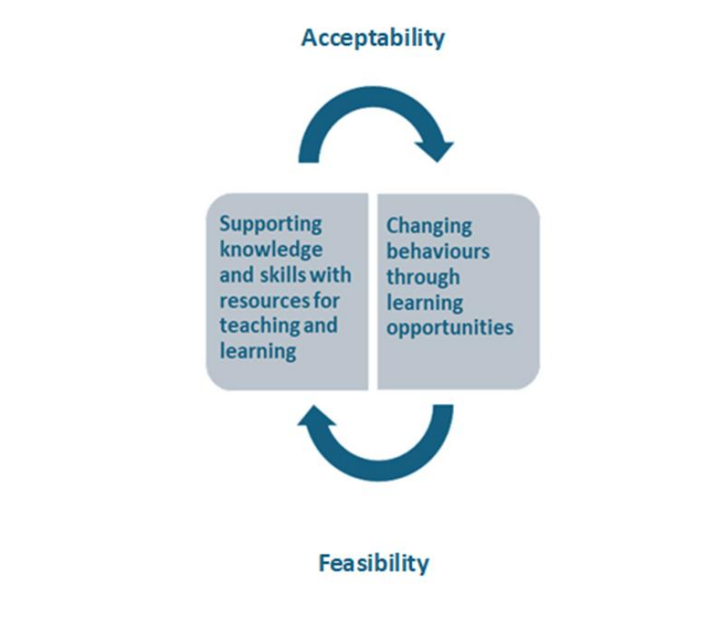 Acceptability
Supporting
knowledge
and skills with
resources for
teaching and
learning
Changing
behaviours
through
learning
opportunities
Feasibility